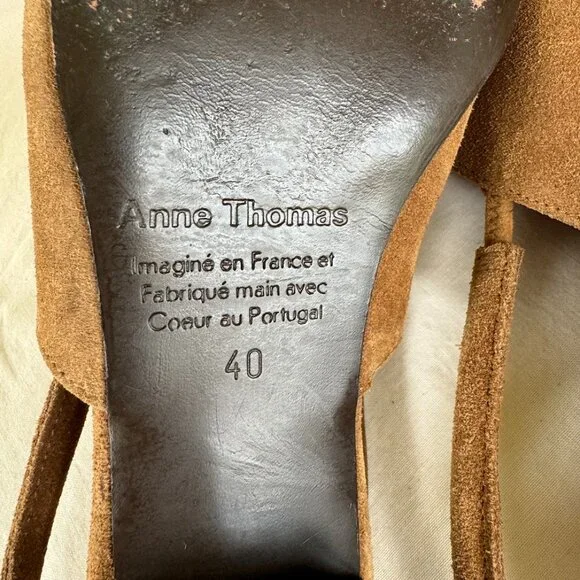 Anne Thomas
Imaginé en France et
Fabriqué main avec
Coeur au Portugal
40